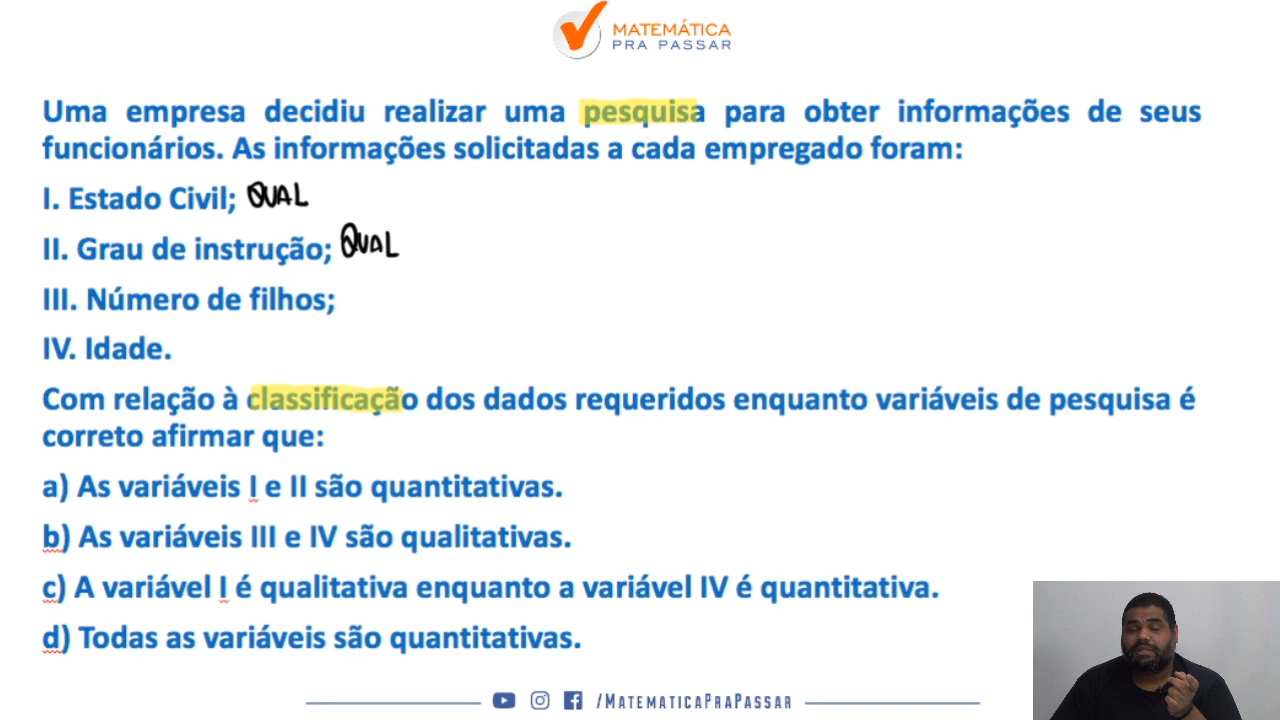 MATEMÁTICA
PRA PASSAR
Uma empresa decidiu realizar uma pesquisa para obter informações de seus
funcionários. As informações solicitadas a cada empregado foram:
I. Estado Civil; QUAL
II. Grau de instrução; QUAL
III. Número de filhos;
IV. Idade.
Com relação à classificação dos dados requeridos enquanto variáveis de pesquisa é
correto afirmar que:
a) As variáveis I e II são quantitativas.
b) As variáveis III e IV são qualitativas.
c) A variável I é qualitativa enquanto a variável IV é quantitativa.
d) Todas as variáveis são quantitativas.
/MATEMATICAPRAPASSAR